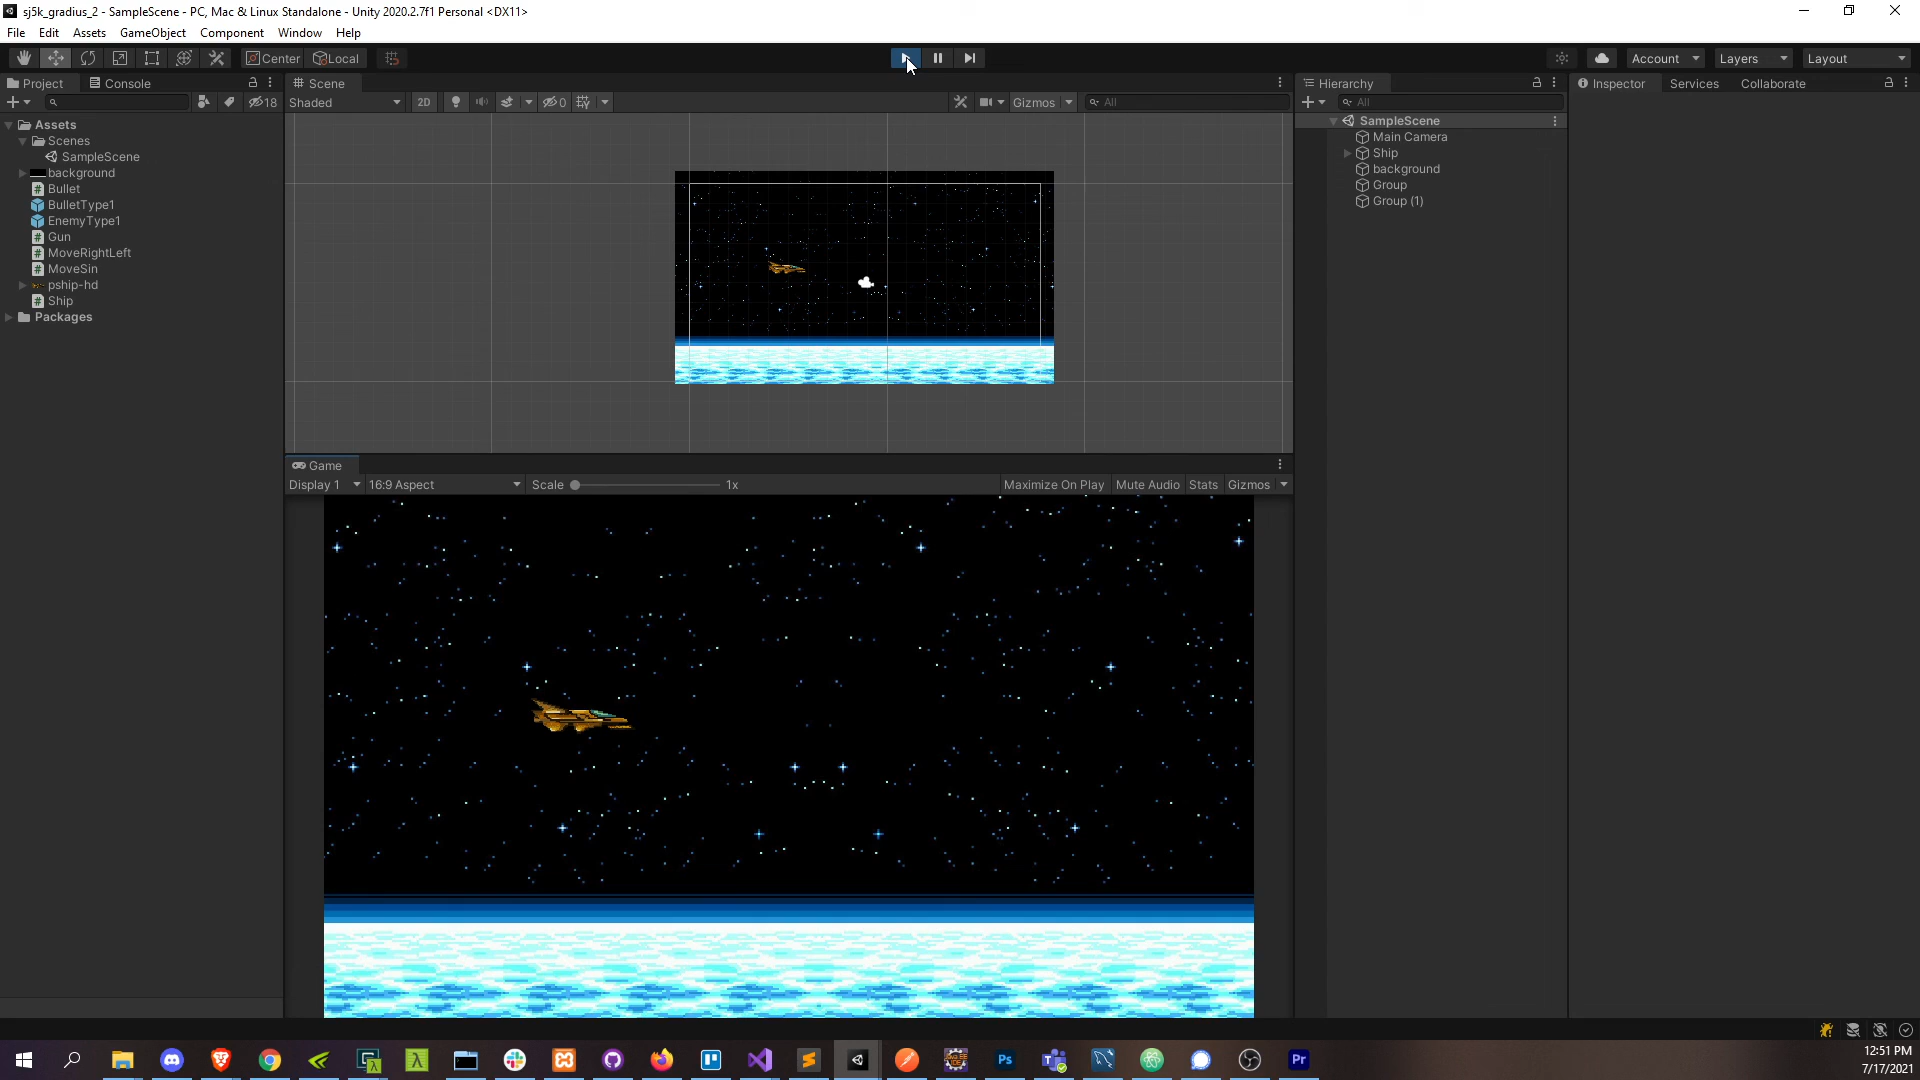 sj5k_gradius_2 - SampleScene - PC, Mac & Linux Standalone - Unity 2020.2.7f1 Personal <DX11>
File Edit Assets GameObject Component Window Help
Center Local
Account Layers Layout
Project Console
Scene
Hierarchy
Inspector Services Collaborate
18
Shaded 2D 0 Gizmos All
All
Assets
Scenes
SampleScene
background
Bullet
BulletType1
EnemyType1
Gun
MoveRightLeft
MoveSin
pship-hd
Ship
Packages
SampleScene
Main Camera
Ship
background
Group
Group (1)
Game
Display 1 16:9 Aspect Scale 1x Maximize On Play Mute Audio Stats Gizmos
Ps
Pr
12:51 PM
7/17/2021